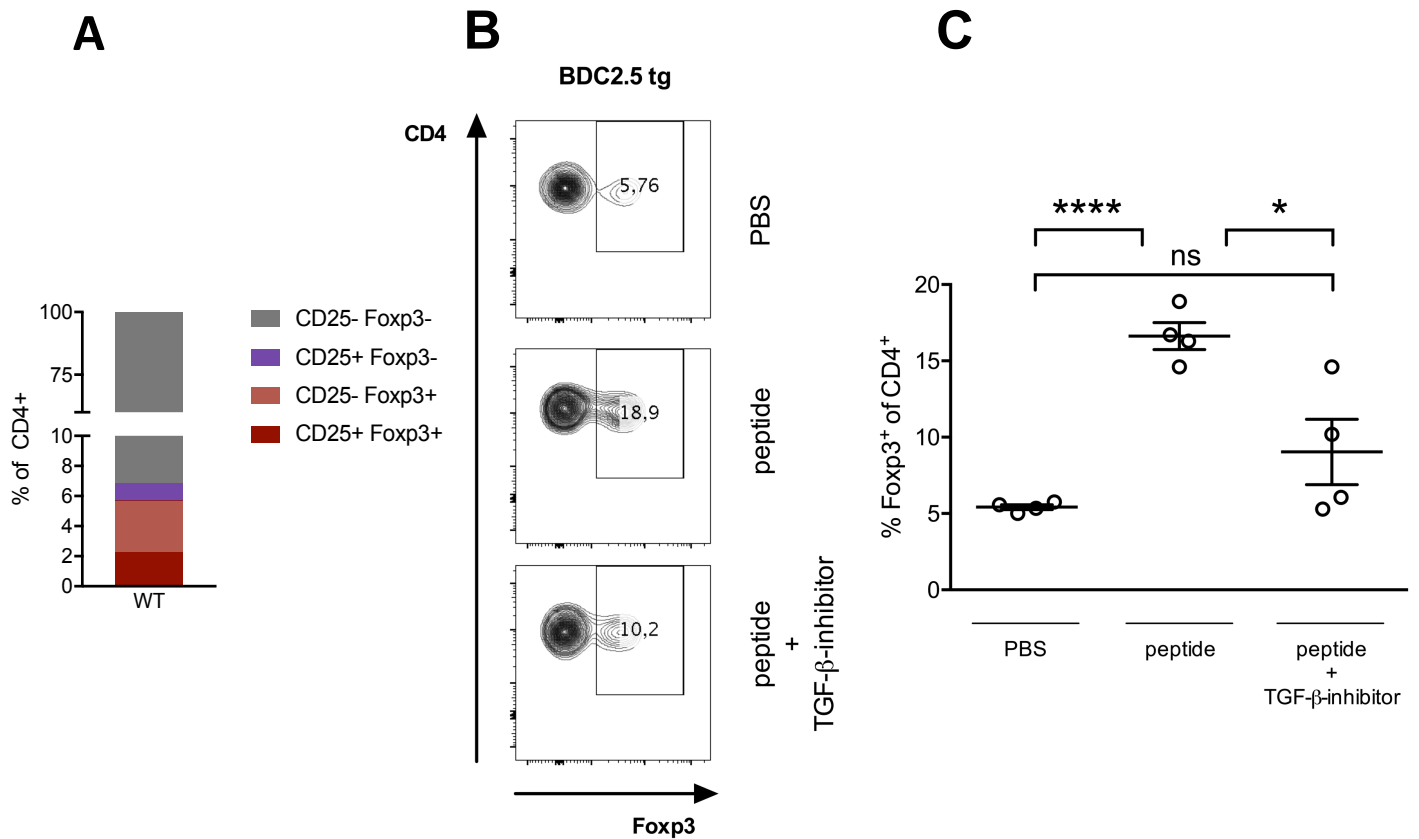 A
% of CD4+
100
75
10
8
6
4
2
0
WT
CD25- Foxp3-
CD25+ Foxp3-
CD25- Foxp3+
CD25+ Foxp3+
B
BDC2.5 tg
CD4
5,76
PBS
18,9
peptide
10,2
peptide
+
TGF-β-inhibitor
Foxp3
C
% Foxp3⁺ of CD4⁺
**** *
ns
20
15
10
5
0
PBS
peptide
peptide
+
TGF-β-inhibitor